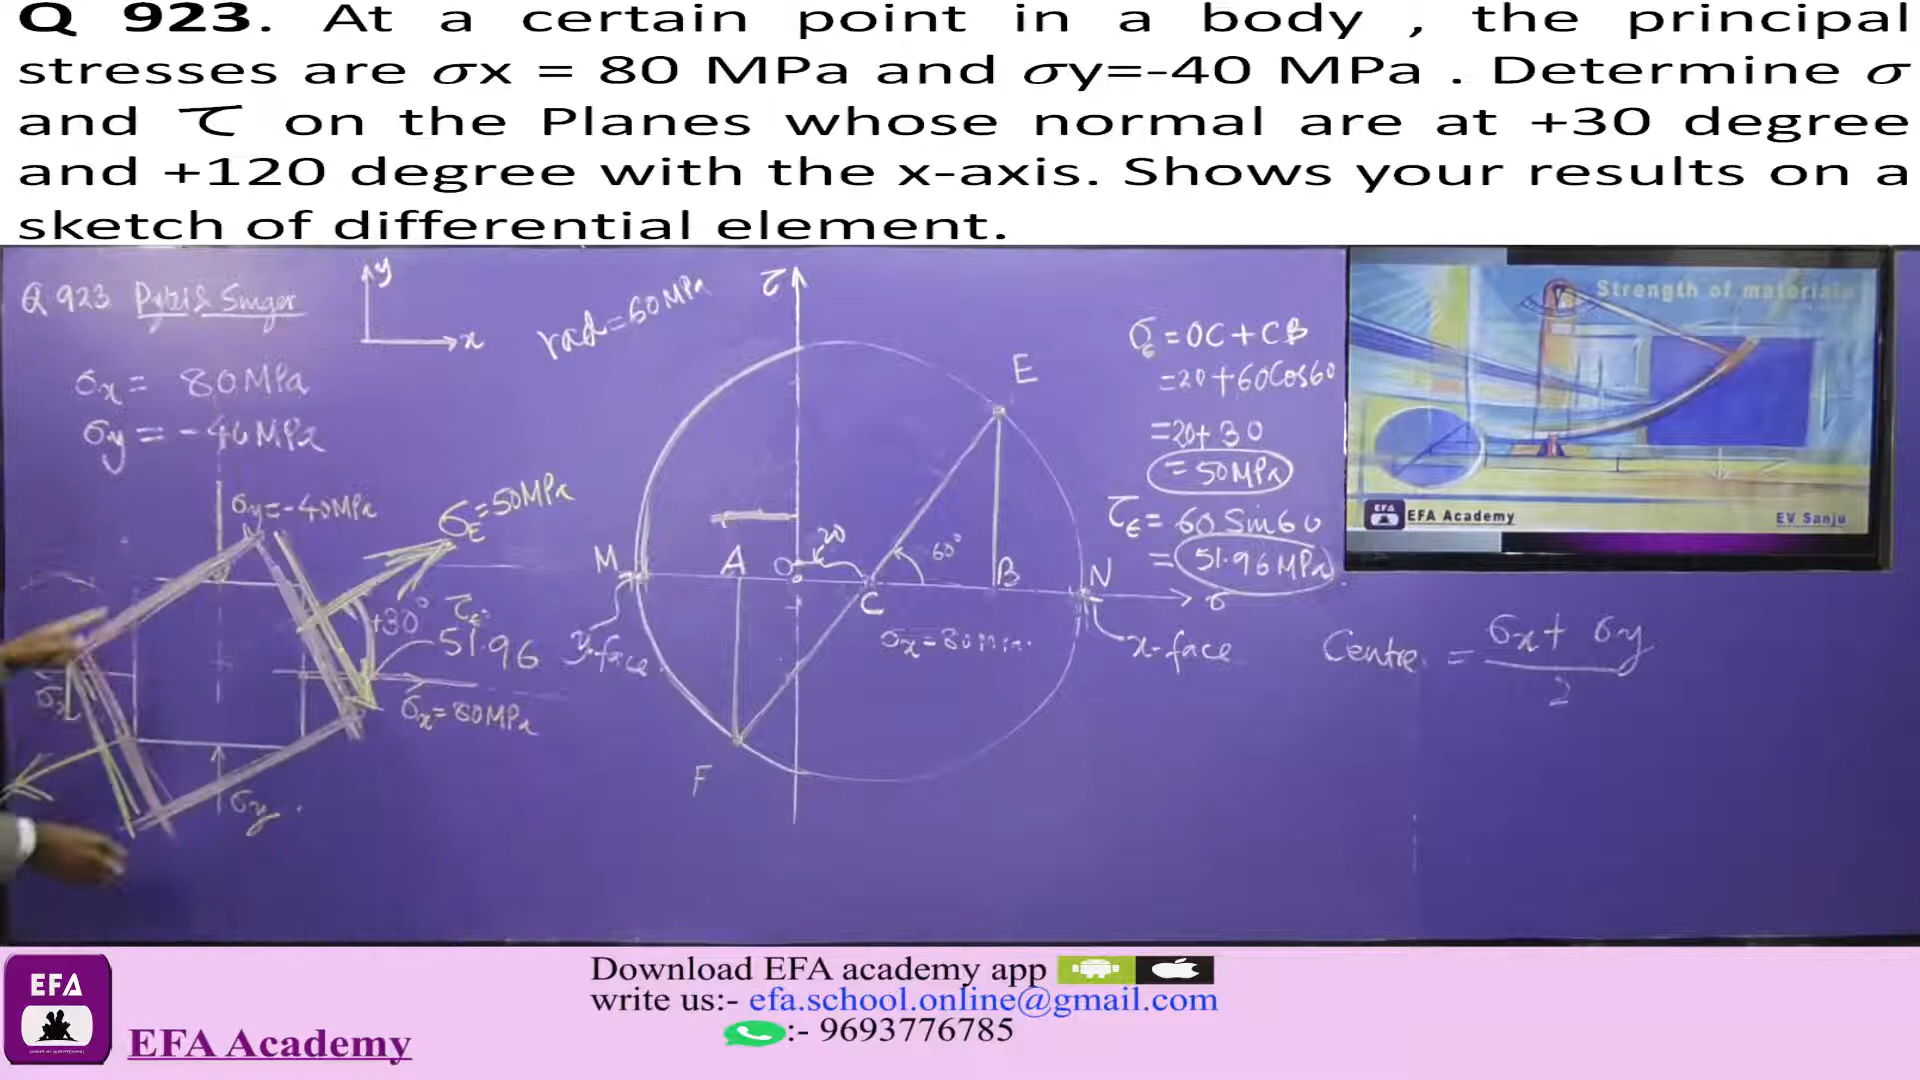 Q 923. At a certain point in a body , the principal
stresses are σx = 80 MPa and σy=-40 MPa . Determine σ
and τ on the Planes whose normal are at +30 degree
and +120 degree with the x-axis. Shows your results on a
sketch of differential element.
Q 923 Pytel & Singer
y
x
σx = 80MPa
σy = -40MPa
rad=60MPa
τ
E
σE = OC + CB
= 20+60Cos60
= 20+30
= 50MPa
τE = 60 Sin60
= 51.96 MPa
σy=-40MPa
σE=50MPa
+30°
τE
51.96
σx=80MPa
σy
M
A
O
20
C
60°
B
N
σ
y-face
σx=80MPa
x-face
F
Centre = σx + σy
2
Strength of materials
EFA
EFA Academy
EV Sanju
EFA
EFA Academy
Download EFA academy app
write us:- efa.school.online@gmail.com
:- 9693776785